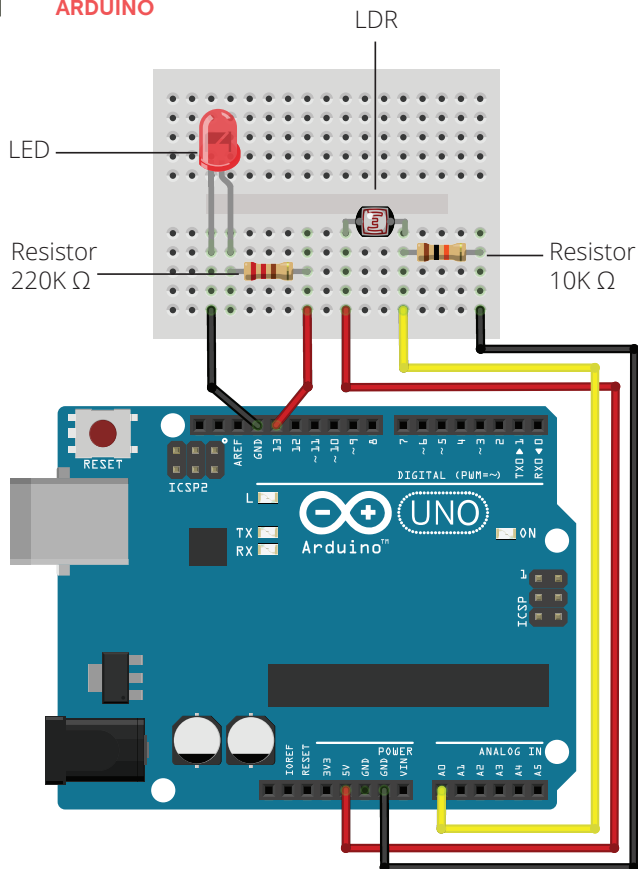 ARDUINO
LDR
LED
Resistor
220K Ω
Resistor
10K Ω
RESET
ICSP2
AREF
GND
13
12
~11
~10
~9
8
7
~6
~5
4
~3
2
TX0 ▶ 1
RX0 ◀ 0
DIGITAL (PWM=~)
L
TX
RX
Arduino™
UNO
ON
1
ICSP
POWER
ANALOG IN
IOREF
RESET
3V3
5V
GND
GND
VIN
A0
A1
A2
A3
A4
A5